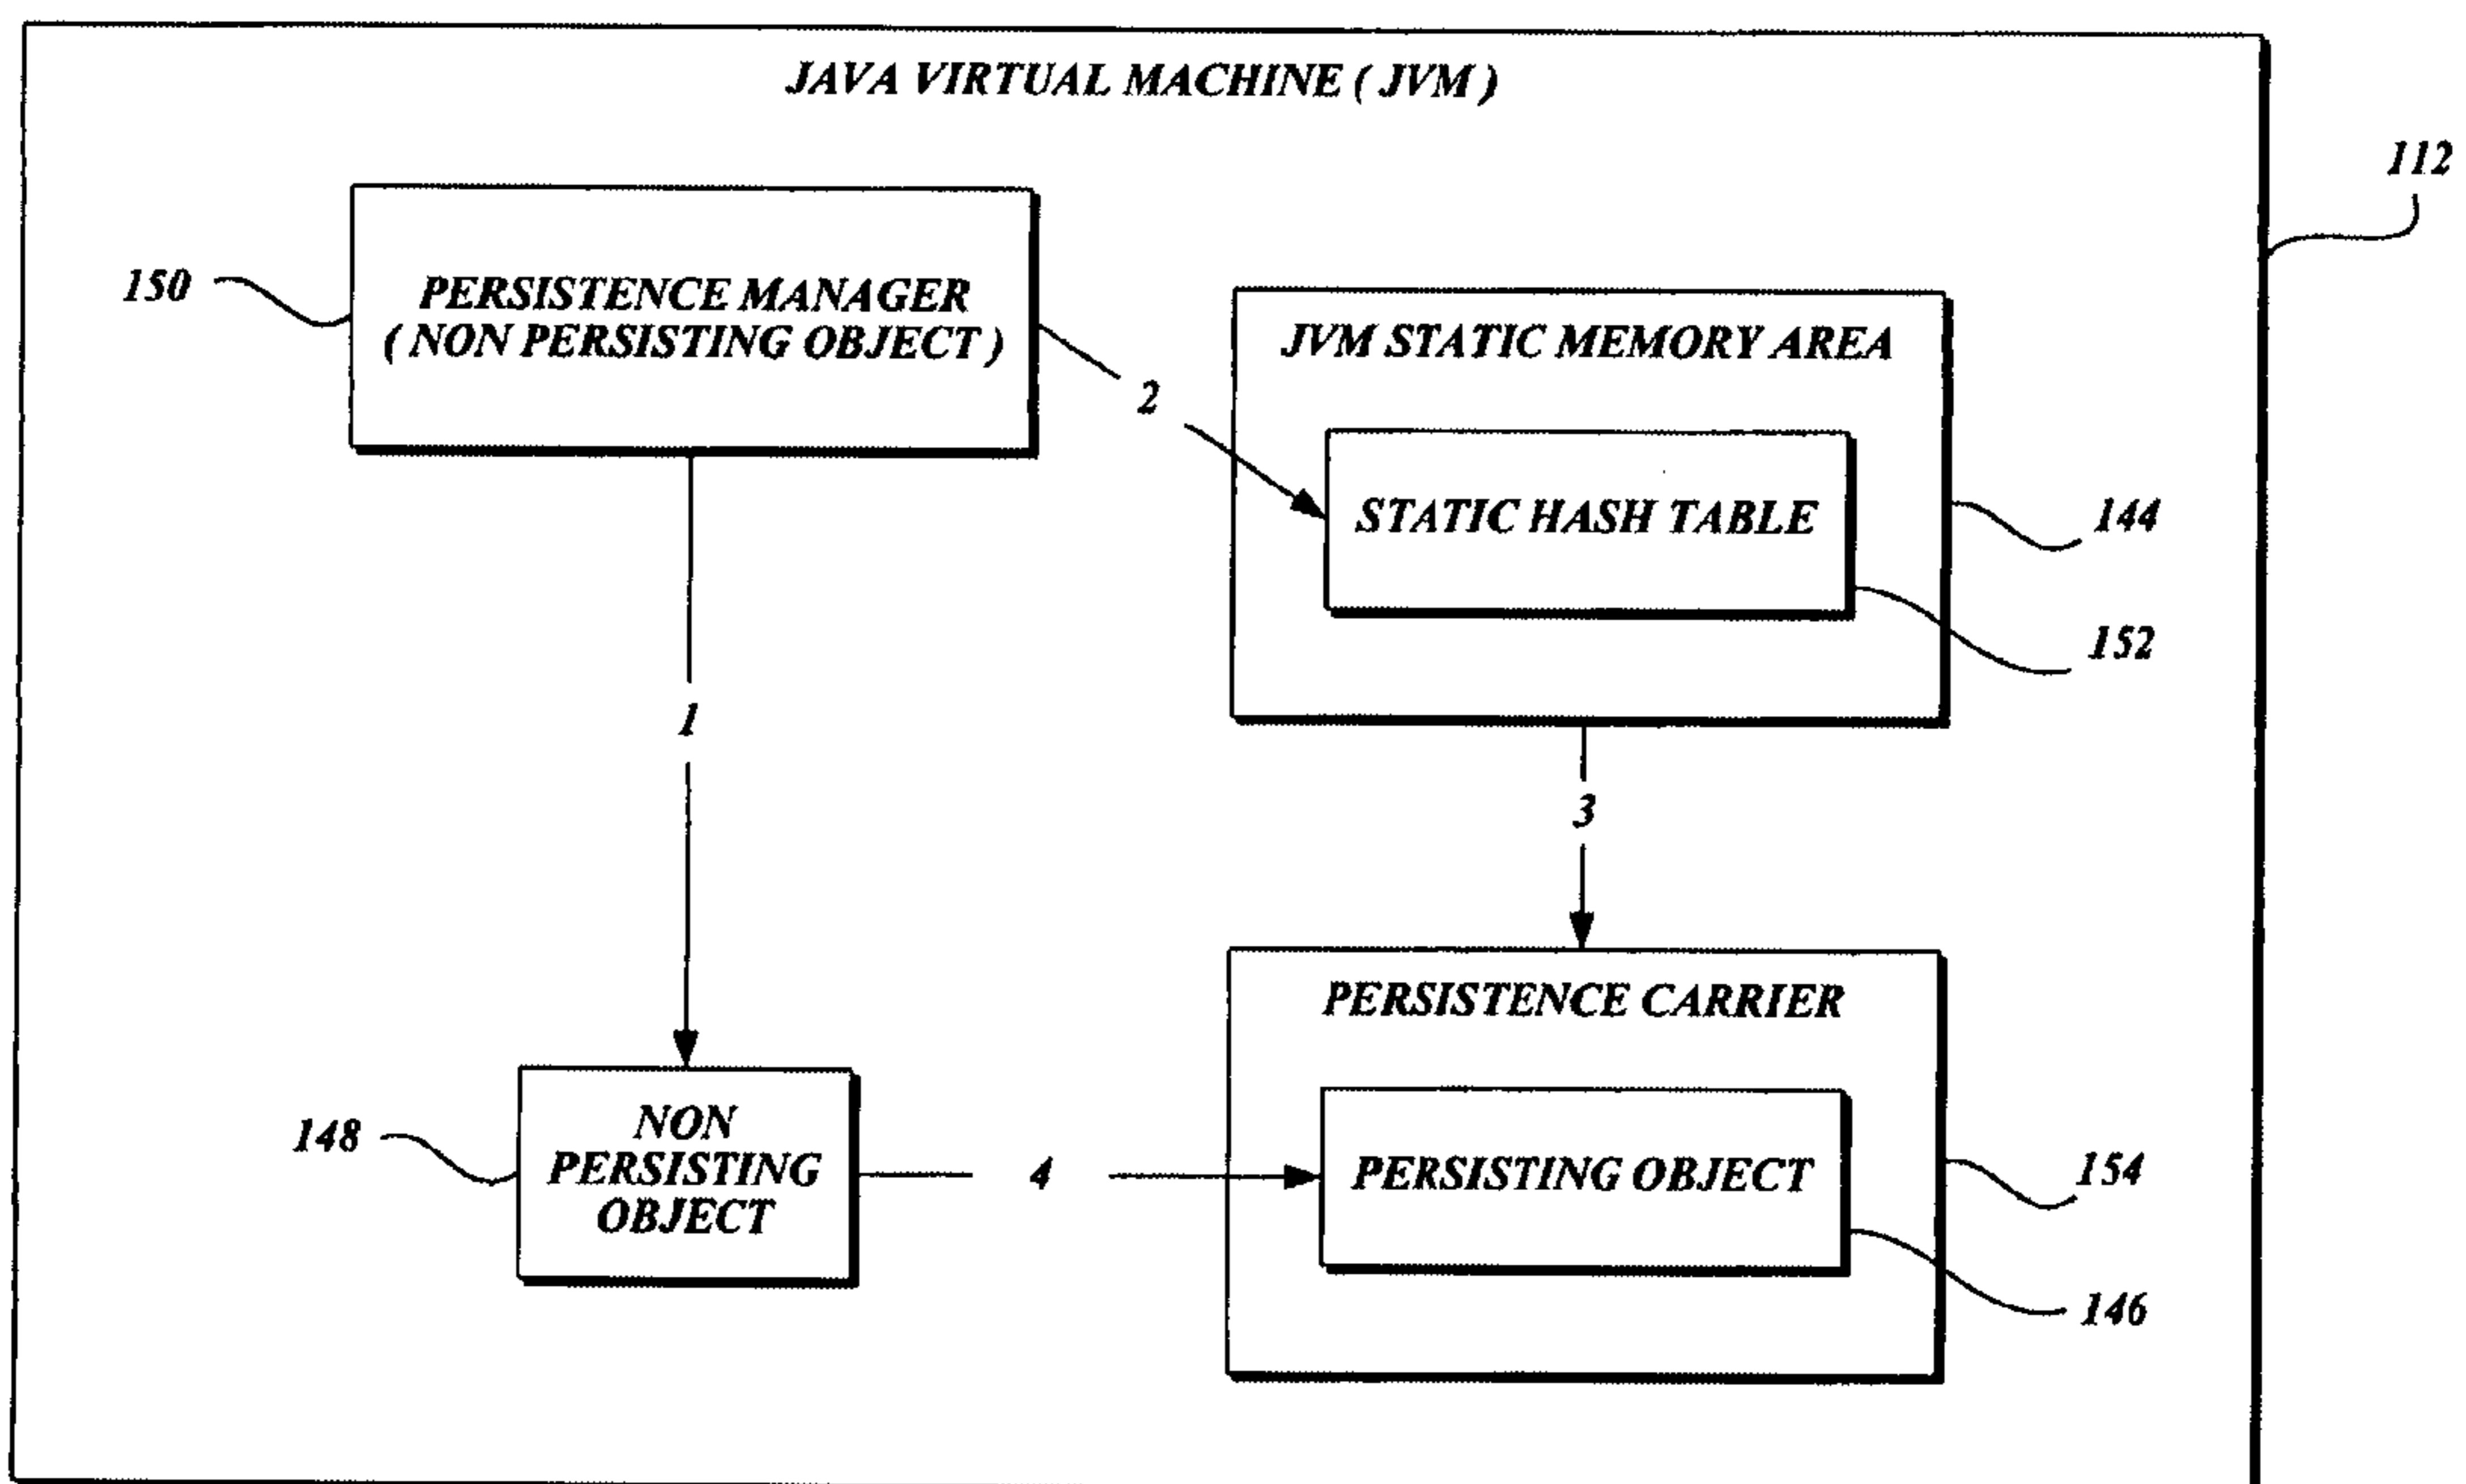 JAVA VIRTUAL MACHINE ( JVM )
112
150
PERSISTENCE MANAGER
( NON PERSISTING OBJECT )
2
JVM STATIC MEMORY AREA
STATIC HASH TABLE
144
152
1
3
PERSISTENCE CARRIER
148
NON
PERSISTING
OBJECT
4
PERSISTING OBJECT
154
146